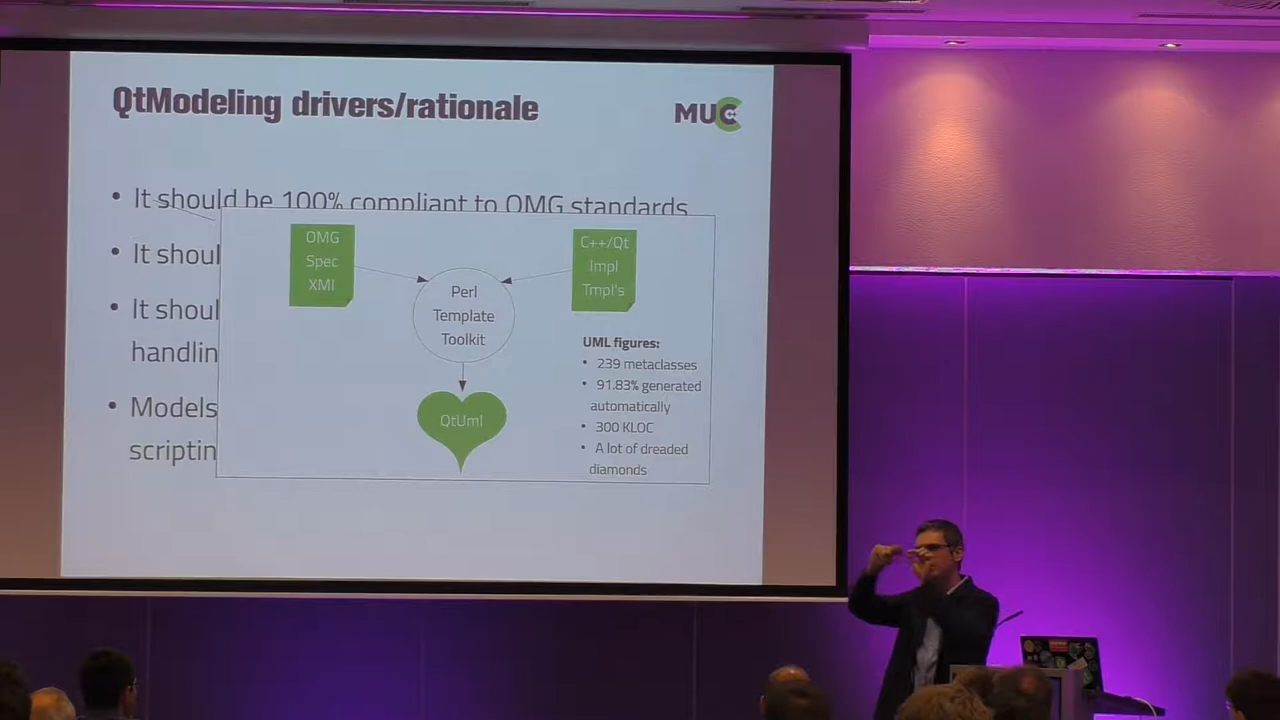 QtModeling drivers/rationale
MUC
C++
• It should be 100% compliant to OMG standards
• It shoul
• It shoul
handlin
• Models
scriptin
OMG
Spec
XMI
C++/Qt
Impl
Tmpl's
Perl
Template
Toolkit
QtUml
UML figures:
• 239 metaclasses
• 91.83% generated
automatically
• 300 KLOC
• A lot of dreaded
diamonds